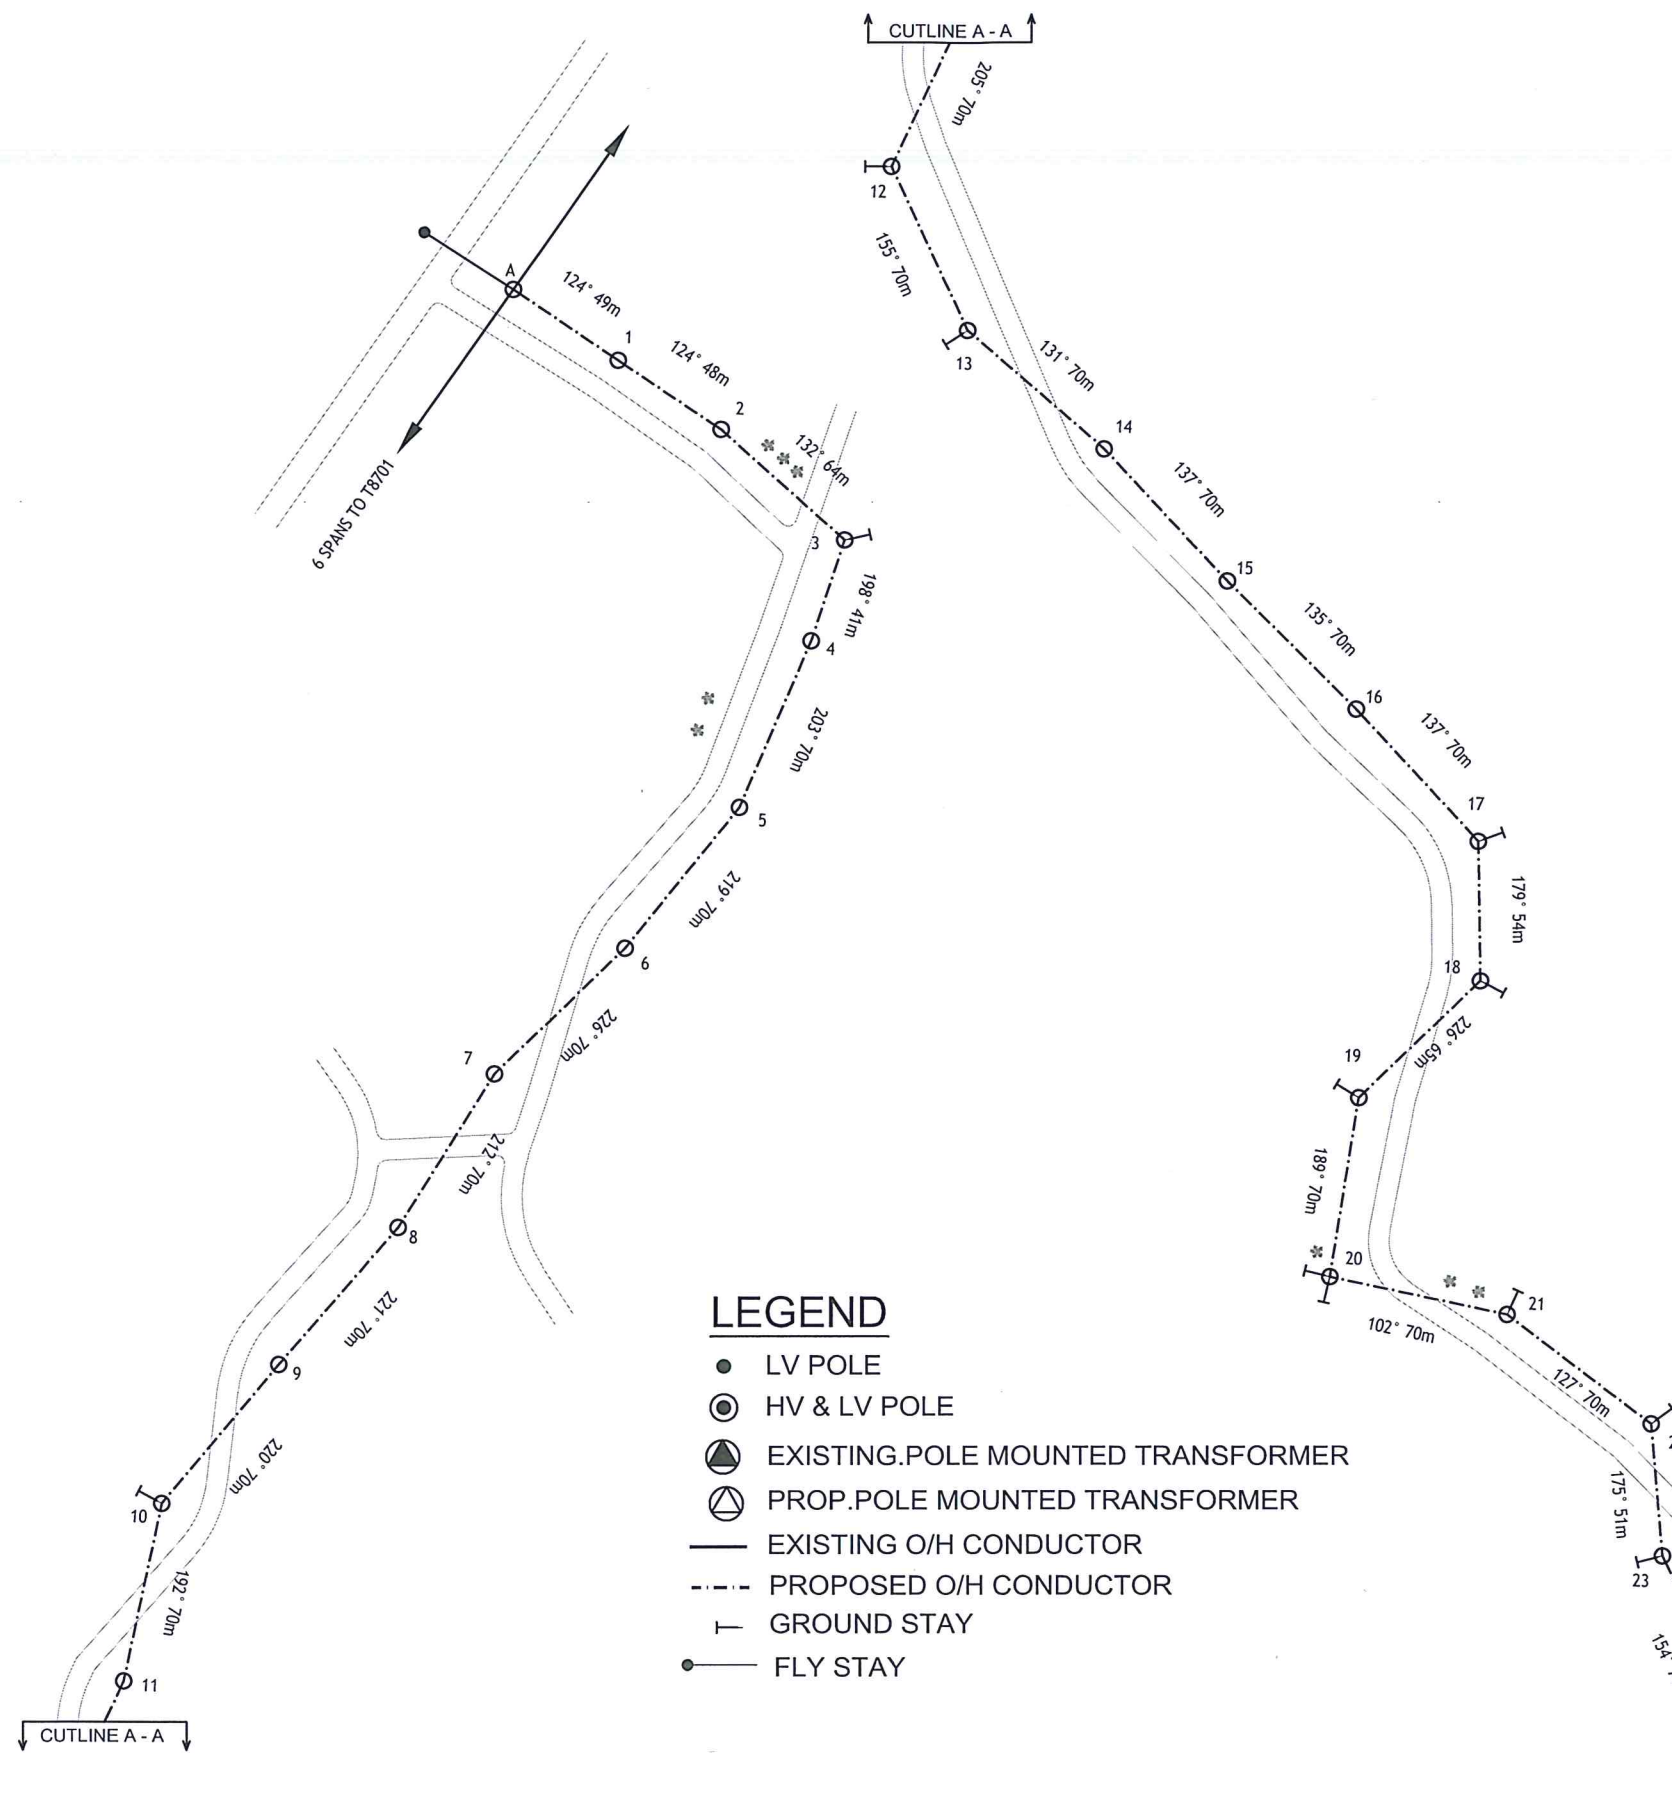 CUTLINE A - A
205° 70m
12
155° 70m
13
131° 70m
14
137° 70m
15
135° 70m
16
137° 70m
17
179° 54m
18
226° 65m
19
189° 70m
20
102° 70m
21
127° 70m
175° 51m
23
154°
A
124° 49m
1
124° 48m
2
132° 64m
3
198° 41m
4
203° 70m
5
219° 70m
6
226° 70m
7
212° 70m
8
221° 70m
9
220° 70m
10
192° 70m
11
CUTLINE A - A
6 SPANS TO T8701
LEGEND
LV POLE
HV & LV POLE
EXISTING.POLE MOUNTED TRANSFORMER
PROP.POLE MOUNTED TRANSFORMER
EXISTING O/H CONDUCTOR
PROPOSED O/H CONDUCTOR
GROUND STAY
FLY STAY